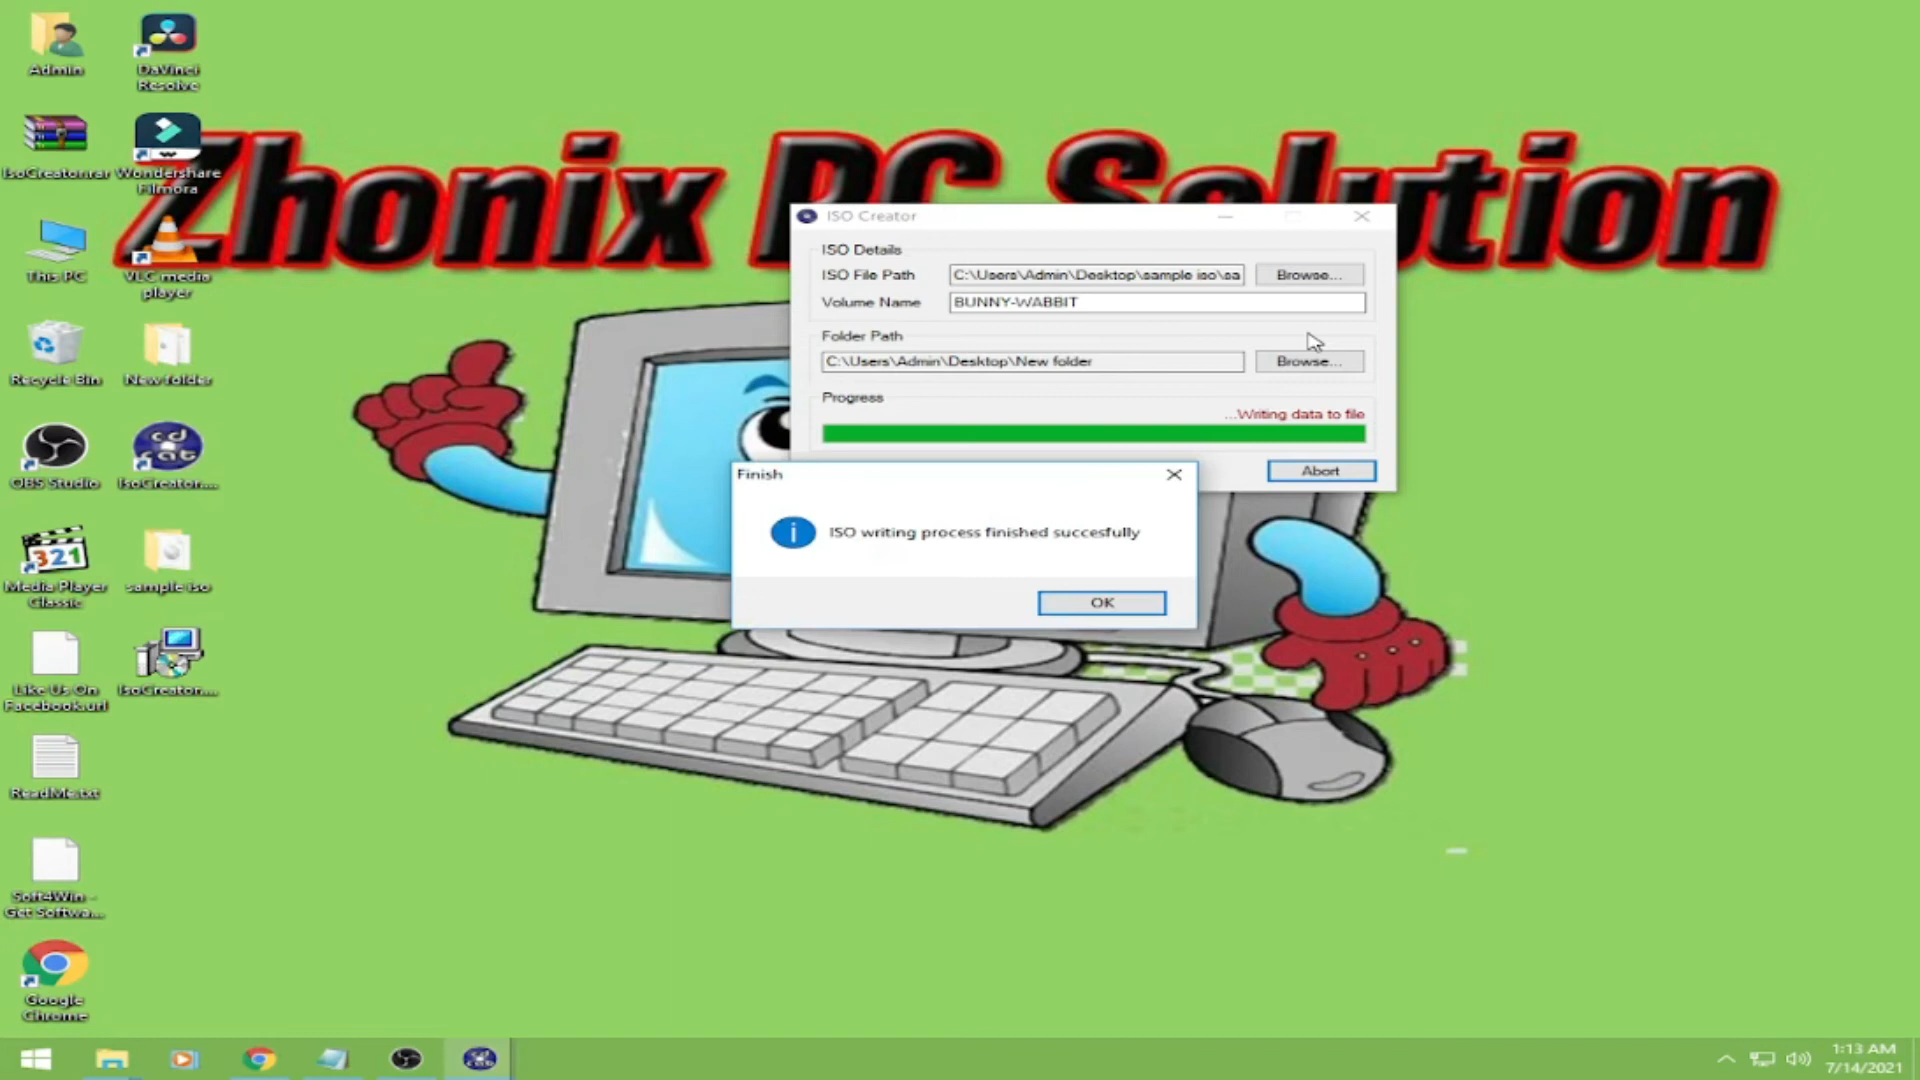 Admin
DaVinci
Resolve
IsoCreator.rar
Wondershare
Filmora
Zhonix PC Solution
This PC
VLC media
player
Recycle Bin
New folder
OBS Studio
cd
cat
IsoCreator....
321
Media Player
Classic
sample iso
Like Us On
Facebook.url
IsoCreator....
ReadMe.txt
Soft4Win -
Get Softwa...
Google
Chrome
ISO Creator
ISO Details
ISO File Path
C:\Users\Admin\Desktop\sample iso\sa
Browse...
Volume Name
BUNNY-WABBIT
Folder Path
C:\Users\Admin\Desktop\New folder
Browse...
Progress
...Writing data to file
Abort
Finish
ISO writing process finished succesfully
OK
1:13 AM
7/14/2021